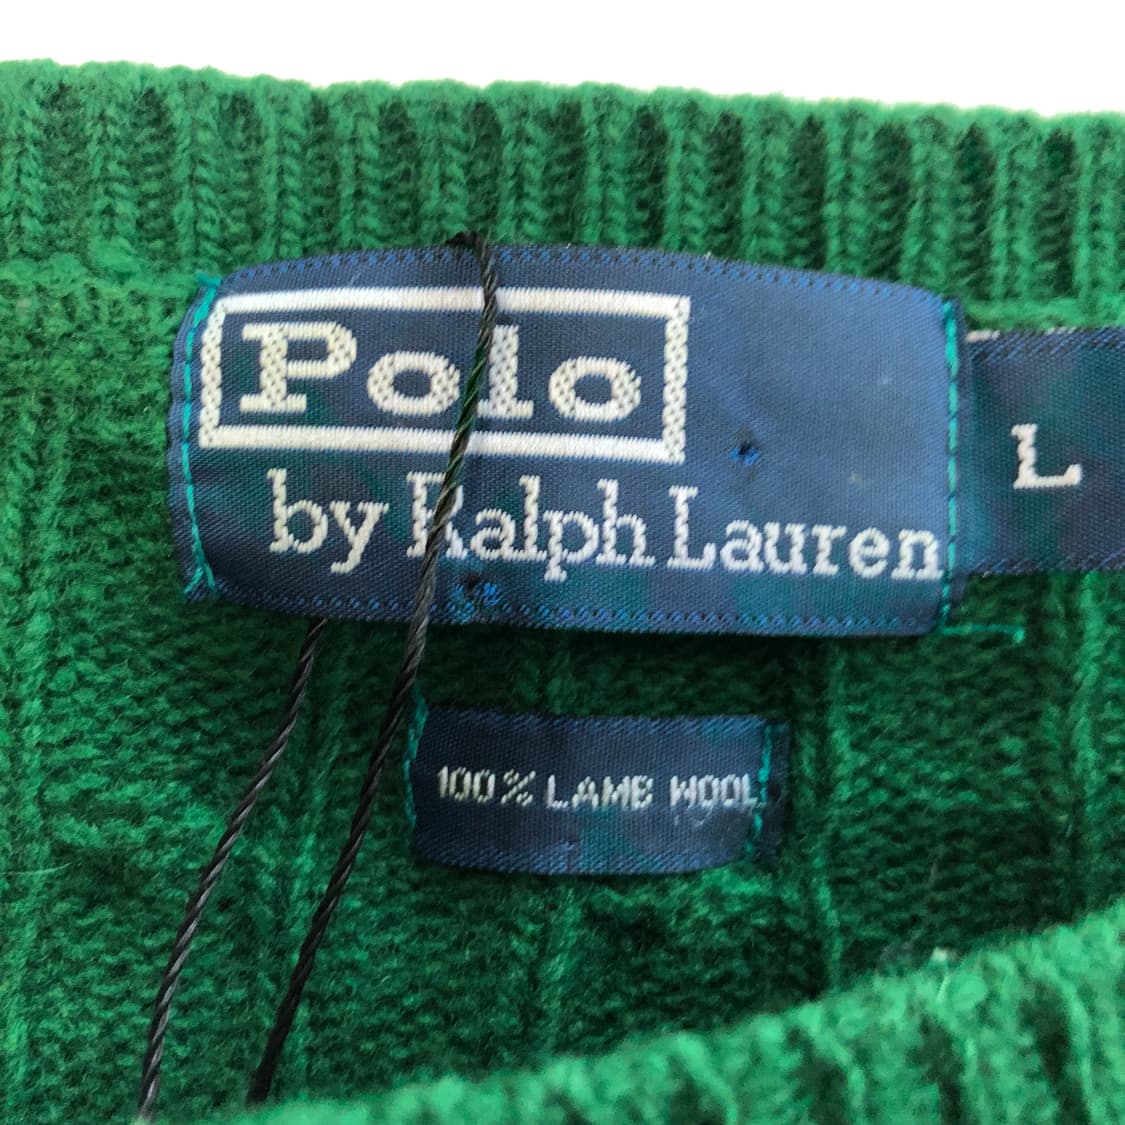 Polo
by Ralph Lauren
L
100% LAMB WOOL